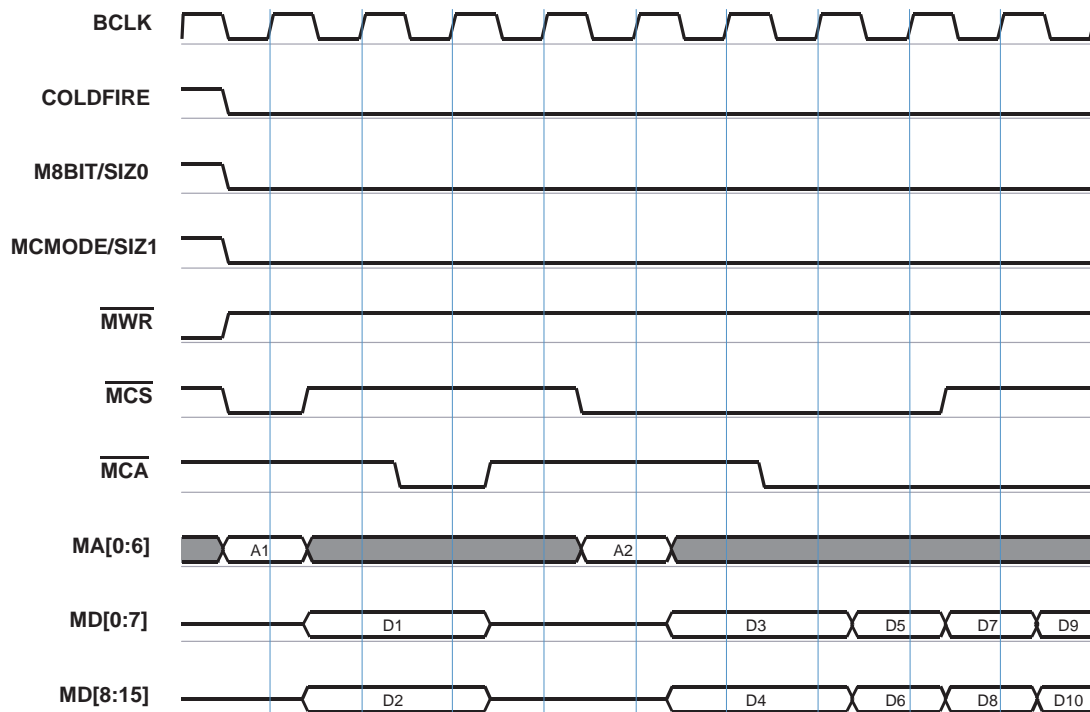 BCLK
COLDFIRE
M8BIT/SIZ0
MCMODE/SIZ1
MWR
MCS
MCA
MA[0:6] A1 A2
MD[0:7] D1 D3 D5 D7 D9
MD[8:15] D2 D4 D6 D8 D10